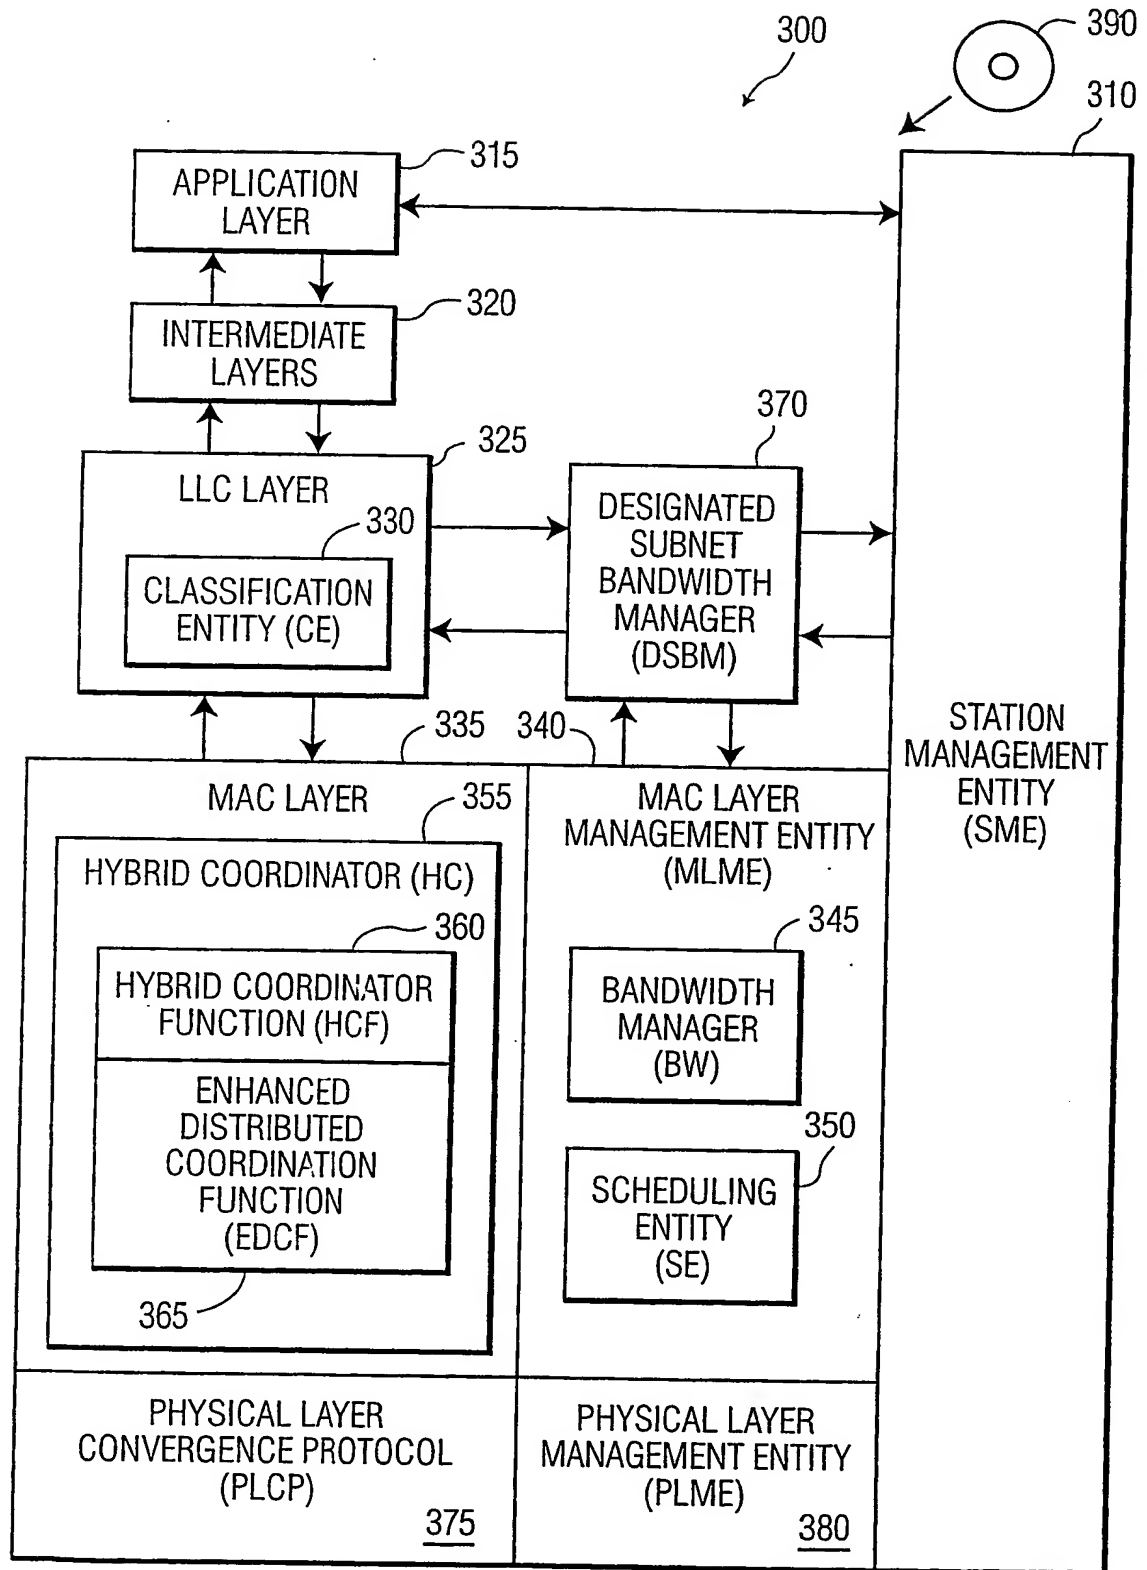 300
390
310
315
APPLICATION
LAYER
320
INTERMEDIATE
LAYERS
325
LLC LAYER
330
CLASSIFICATION
ENTITY (CE)
370
DESIGNATED
SUBNET
BANDWIDTH
MANAGER
(DSBM)
STATION
MANAGEMENT
ENTITY
(SME)
335
340
MAC LAYER
355
HYBRID COORDINATOR (HC)
360
HYBRID COORDINATOR
FUNCTION (HCF)
ENHANCED
DISTRIBUTED
COORDINATION
FUNCTION
(EDCF)
365
MAC LAYER
MANAGEMENT ENTITY
(MLME)
345
BANDWIDTH
MANAGER
(BW)
350
SCHEDULING
ENTITY
(SE)
PHYSICAL LAYER
CONVERGENCE PROTOCOL
(PLCP)
375
PHYSICAL LAYER
MANAGEMENT ENTITY
(PLME)
380